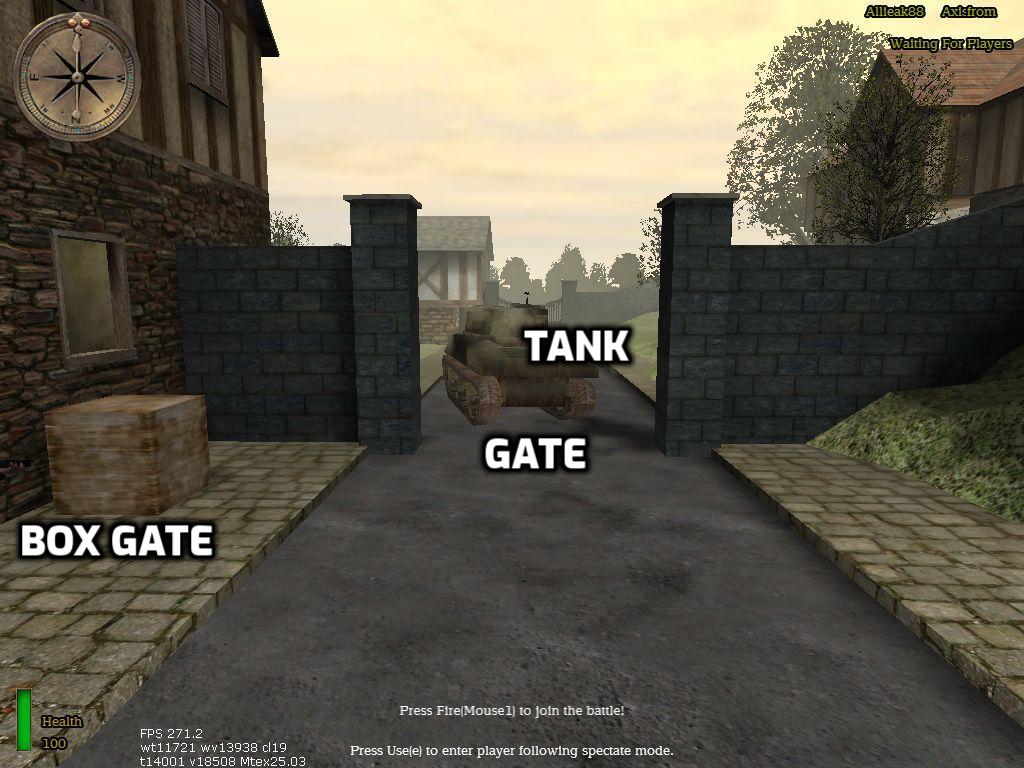 Allleak88 Axisfrom
Waiting For Players
TANK
GATE
BOX GATE
Press Fire(Mouse1) to join the battle!
Health
100
FPS 271.2
wt11721 wv13938 cl19
t14001 v18508 Mtex25.03
Press Use(e) to enter player following spectate mode.